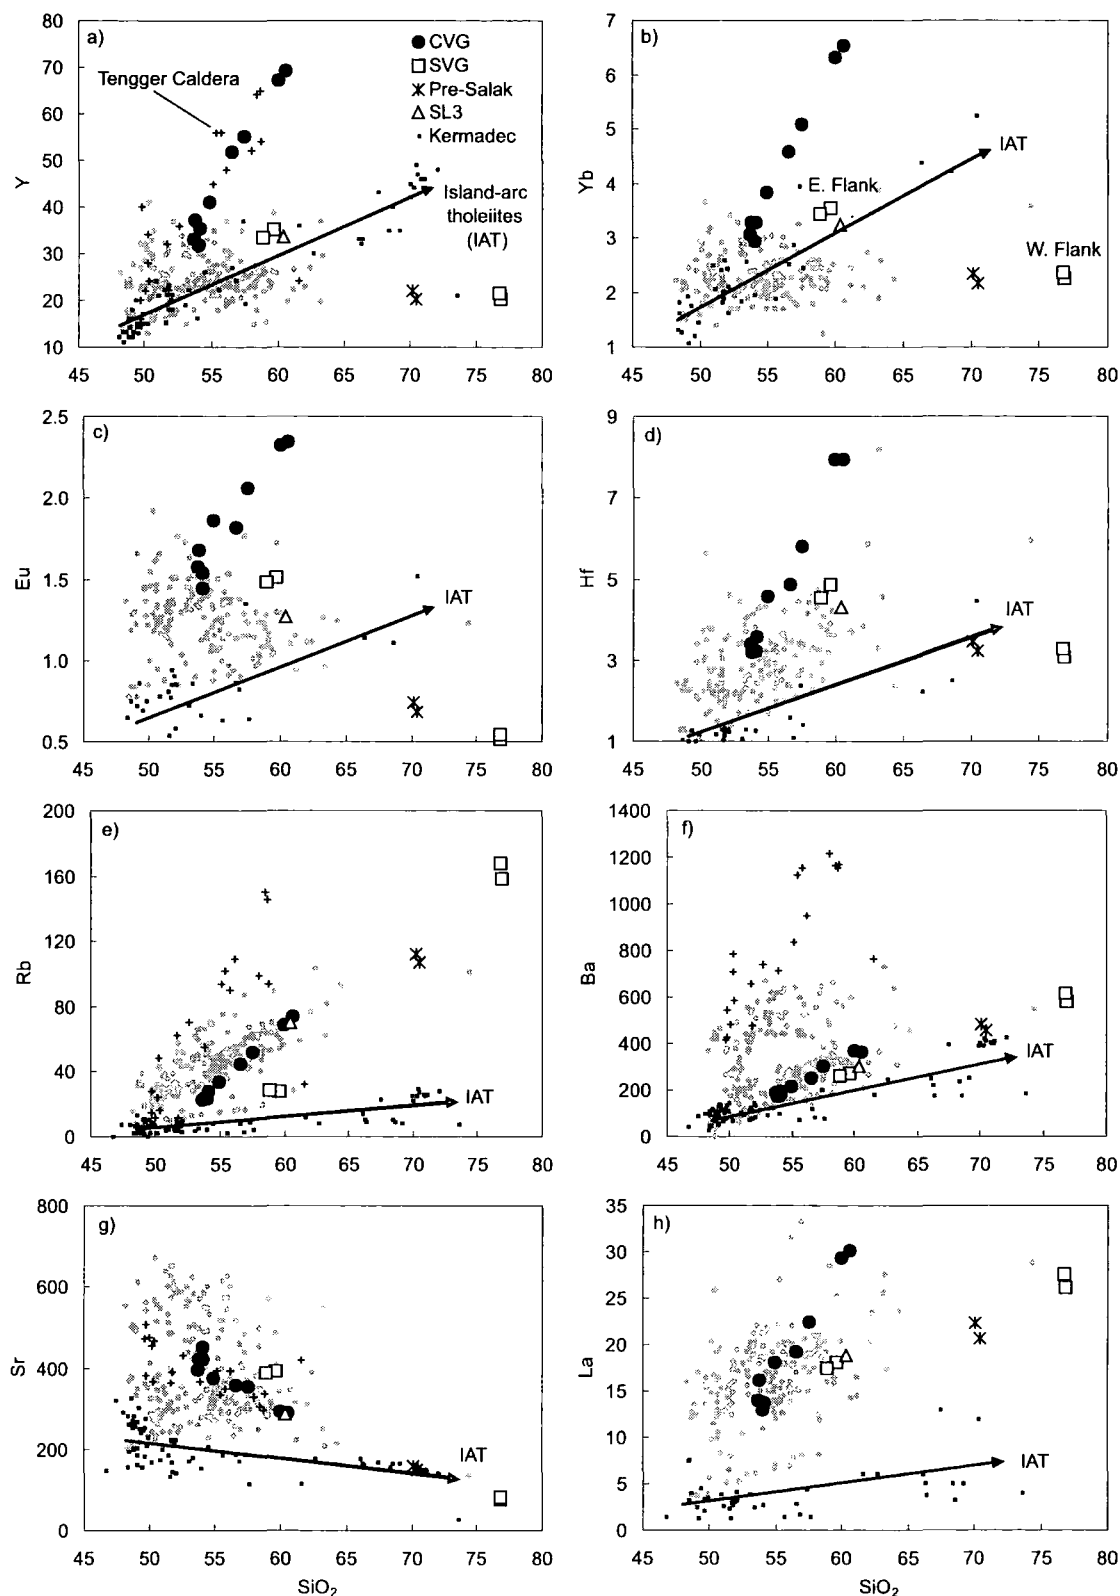 a)
CVG
SVG
Pre-Salak
SL3
Kermadec
Tengger Caldera
Island-arc
tholeiites
(IAT)
Y
80
70
60
50
40
30
20
10
45 50 55 60 65 70 75 80
b)
IAT
E. Flank
W. Flank
Yb
7
6
5
4
3
2
1
45 50 55 60 65 70 75 80
c)
IAT
Eu
2.5
2.0
1.5
1.0
0.5
45 50 55 60 65 70 75 80
d)
IAT
Hf
9
7
5
3
1
45 50 55 60 65 70 75 80
e)
IAT
Rb
200
160
120
80
40
0
45 50 55 60 65 70 75 80
f)
IAT
Ba
1400
1200
1000
800
600
400
200
0
45 50 55 60 65 70 75 80
g)
IAT
Sr
800
600
400
200
0
45 50 55 60 65 70 75 80
SiO₂
h)
IAT
La
35
30
25
20
15
10
5
0
45 50 55 60 65 70 75 80
SiO₂